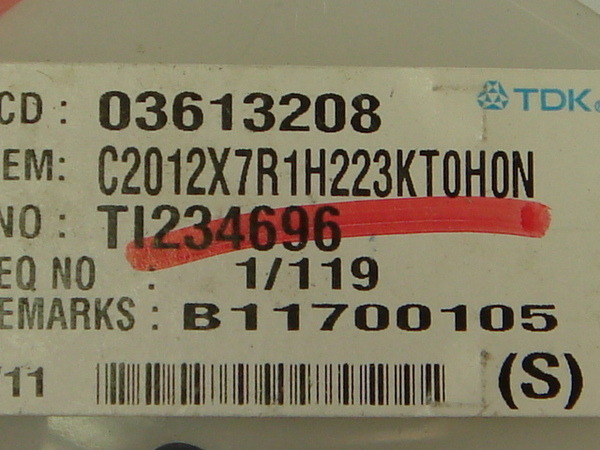 CD : 03613208
TDK
EM: C2012X7R1H223KT0H0N
NO : TI234696
EQ NO : 1/119
EMARKS : B11700105
/11
(S)